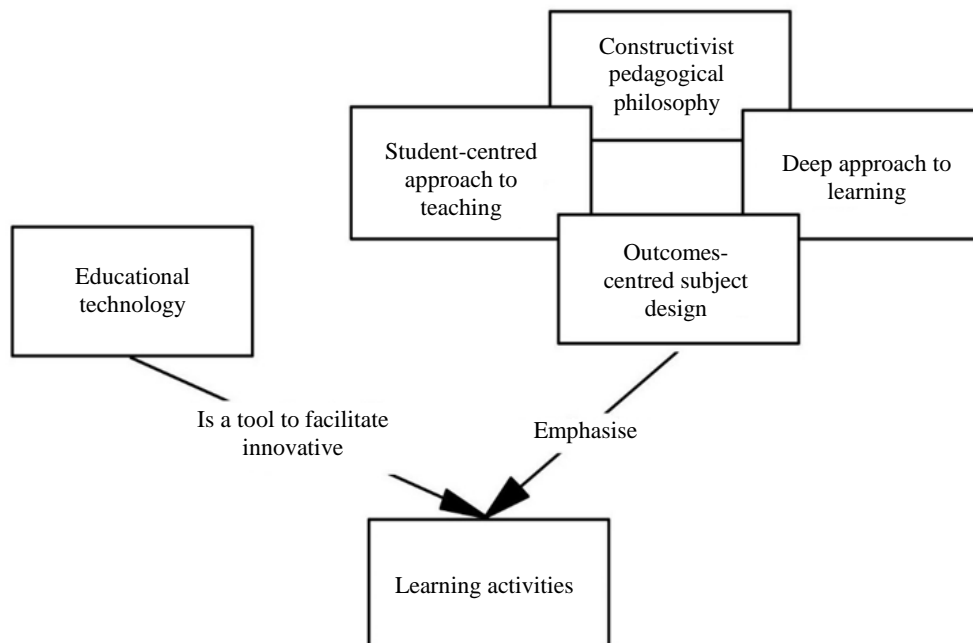 Constructivist
pedagogical
philosophy
Student-centred
approach to
teaching
Deep approach to
learning
Outcomes-
centred subject
design
Educational
technology
Is a tool to facilitate
innovative
Emphasise
Learning activities